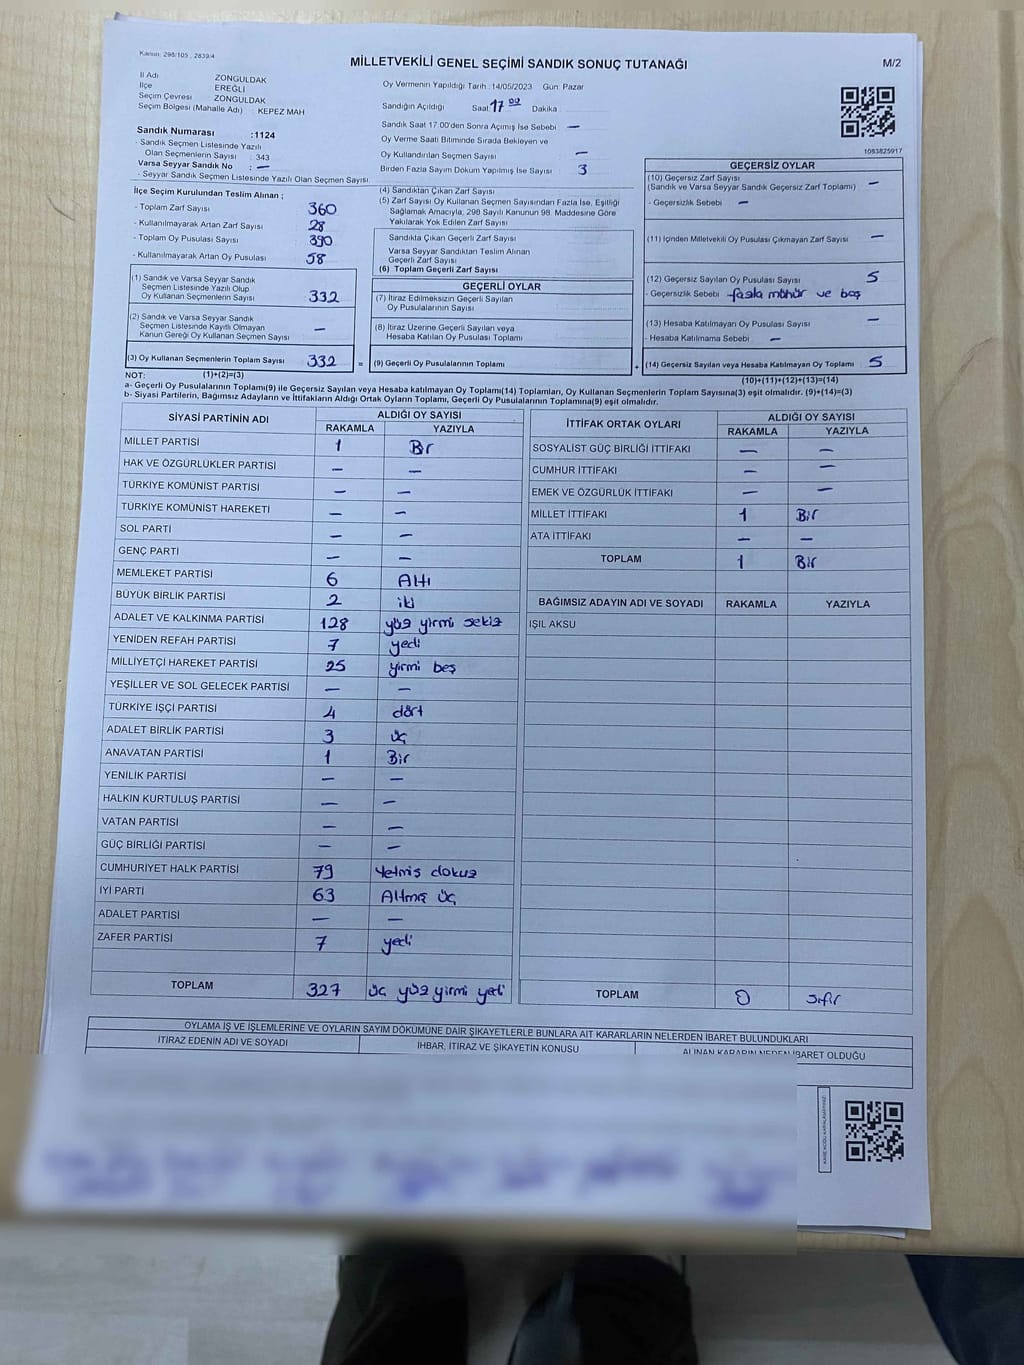 Kanun: 298/105 , 2839/4
MİLLETVEKİLİ GENEL SEÇİMİ SANDIK SONUÇ TUTANAĞI
M/2
İl Adı ZONGULDAK
İlçe EREĞLİ
Seçim Çevresi ZONGULDAK
Seçim Bölgesi (Mahalle Adı) : KEPEZ MAH
Sandık Numarası :1124
- Sandık Seçmen Listesinde Yazılı
Olan Seçmenlerin Sayısı : 343
Varsa Seyyar Sandık No : —
- Seyyar Sandık Seçmen Listesinde Yazılı Olan Seçmen Sayısı
Oy Vermenin Yapıldığı Tarih :14/05/2023 Gün: Pazar
Sandığın Açıldığı Saat 17 00 Dakika
Sandık Saat 17:00'den Sonra Açımış İse Sebebi —
Oy Verme Saati Bitiminde Sırada Bekleyen ve
Oy Kullandırılan Seçmen Sayısı —
Birden Fazla Sayım Döküm Yapılmış İse Sayısı 3
1083825917
İlçe Seçim Kurulundan Teslim Alınan ;
- Toplam Zarf Sayısı 360
- Kullanılmayarak Artan Zarf Sayısı 28
- Toplam Oy Pusulası Sayısı 390
- Kullanılmayarak Artan Oy Pusulası 58
(1) Sandık ve Varsa Seyyar Sandık
Seçmen Listesinde Yazılı Olup
Oy Kullanan Seçmenlerin Sayısı 332
(2) Sandık ve Varsa Seyyar Sandık
Seçmen Listesinde Kayıtlı Olmayan
Kanun Gereği Oy Kullanan Seçmen Sayısı —
(3) Oy Kullanan Seçmenlerin Toplam Sayısı 332 =
(4) Sandıktan Çıkan Zarf Sayısı
(5) Zarf Sayısı Oy Kullanan Seçmen Sayısından Fazla İse, Eşitliği
Sağlamak Amacıyla, 298 Sayılı Kanunun 98. Maddesine Göre
Yakılarak Yok Edilen Zarf Sayısı
Sandıkta Çıkan Geçerli Zarf Sayısı
Varsa Seyyar Sandıktan Teslim Alınan
Geçerli Zarf Sayısı
(6) Toplam Geçerli Zarf Sayısı
GEÇERLİ OYLAR
(7) İtiraz Edilmeksizin Geçerli Sayılan
Oy Pusulalarının Sayısı
(8) İtiraz Üzerine Geçerli Sayılan veya
Hesaba Katılan Oy Pusulası Toplamı
(9) Geçerli Oy Pusulalarının Toplamı +
GEÇERSİZ OYLAR
(10) Geçersiz Zarf Sayısı
(Sandık ve Varsa Seyyar Sandık Geçersiz Zarf Toplamı) —
- Geçersizlik Sebebi —
(11) İçinden Milletvekili Oy Pusulası Çıkmayan Zarf Sayısı —
(12) Geçersiz Sayılan Oy Pusulası Sayısı 5
- Geçersizlik Sebebi fazla mühür ve boş
(13) Hesaba Katılmayan Oy Pusulası Sayısı —
- Hesaba Katılmama Sebebi —
(14) Geçersiz Sayılan veya Hesaba Katılmayan Oy Toplamı 5
NOT: (1)+(2)=(3) (10)+(11)+(12)+(13)=(14)
a- Geçerli Oy Pusulalarının Toplamı(9) ile Geçersiz Sayılan veya Hesaba katılmayan Oy Toplamı(14) Toplamları, Oy Kullanan Seçmenlerin Toplam Sayısına(3) eşit olmalıdır. (9)+(14)=(3)
b- Siyasi Partilerin, Bağımsız Adayların ve İttifakların Aldığı Ortak Oyların Toplamı, Geçerli Oy Pusulalarının Toplamına(9) eşit olmalıdır.
SİYASİ PARTİNİN ADI ALDIĞI OY SAYISI
RAKAMLA YAZIYLA
MİLLET PARTİSİ 1 Bir
HAK VE ÖZGÜRLÜKLER PARTİSİ — —
TÜRKİYE KOMÜNİST PARTİSİ — —
TÜRKİYE KOMÜNİST HAREKETİ — —
SOL PARTİ — —
GENÇ PARTİ — —
MEMLEKET PARTİSİ 6 Altı
BÜYÜK BİRLİK PARTİSİ 2 iki
ADALET VE KALKINMA PARTİSİ 128 yüz yirmi sekiz
YENİDEN REFAH PARTİSİ 7 yedi
MİLLİYETÇİ HAREKET PARTİSİ 25 yirmi beş
YEŞİLLER VE SOL GELECEK PARTİSİ — —
TÜRKİYE İŞÇİ PARTİSİ 4 dört
ADALET BİRLİK PARTİSİ 3 üç
ANAVATAN PARTİSİ 1 Bir
YENİLİK PARTİSİ — —
HALKIN KURTULUŞ PARTİSİ — —
VATAN PARTİSİ — —
GÜÇ BİRLİĞİ PARTİSİ — —
CUMHURİYET HALK PARTİSİ 79 Yetmiş dokuz
İYİ PARTİ 63 Altmış üç
ADALET PARTİSİ — —
ZAFER PARTİSİ 7 yedi
TOPLAM 327 üç yüz yirmi yedi
İTTİFAK ORTAK OYLARI ALDIĞI OY SAYISI
RAKAMLA YAZIYLA
SOSYALİST GÜÇ BİRLİĞİ İTTİFAKI — —
CUMHUR İTTİFAKI — —
EMEK VE ÖZGÜRLÜK İTTİFAKI — —
MİLLET İTTİFAKI 1 Bir
ATA İTTİFAKI — —
TOPLAM 1 Bir
BAĞIMSIZ ADAYIN ADI VE SOYADI RAKAMLA YAZIYLA
IŞIL AKSU
TOPLAM 0 sıfır
OYLAMA İŞ VE İŞLEMLERİNE VE OYLARIN SAYIM DÖKÜMÜNE DAİR ŞİKAYETLERLE BUNLARA AİT KARARLARIN NELERDEN İBARET BULUNDUKLARI
İTİRAZ EDENİN ADI VE SOYADI İHBAR, İTİRAZ VE ŞİKAYETİN KONUSU ALINAN KARARIN NEDEN İBARET OLDUĞU